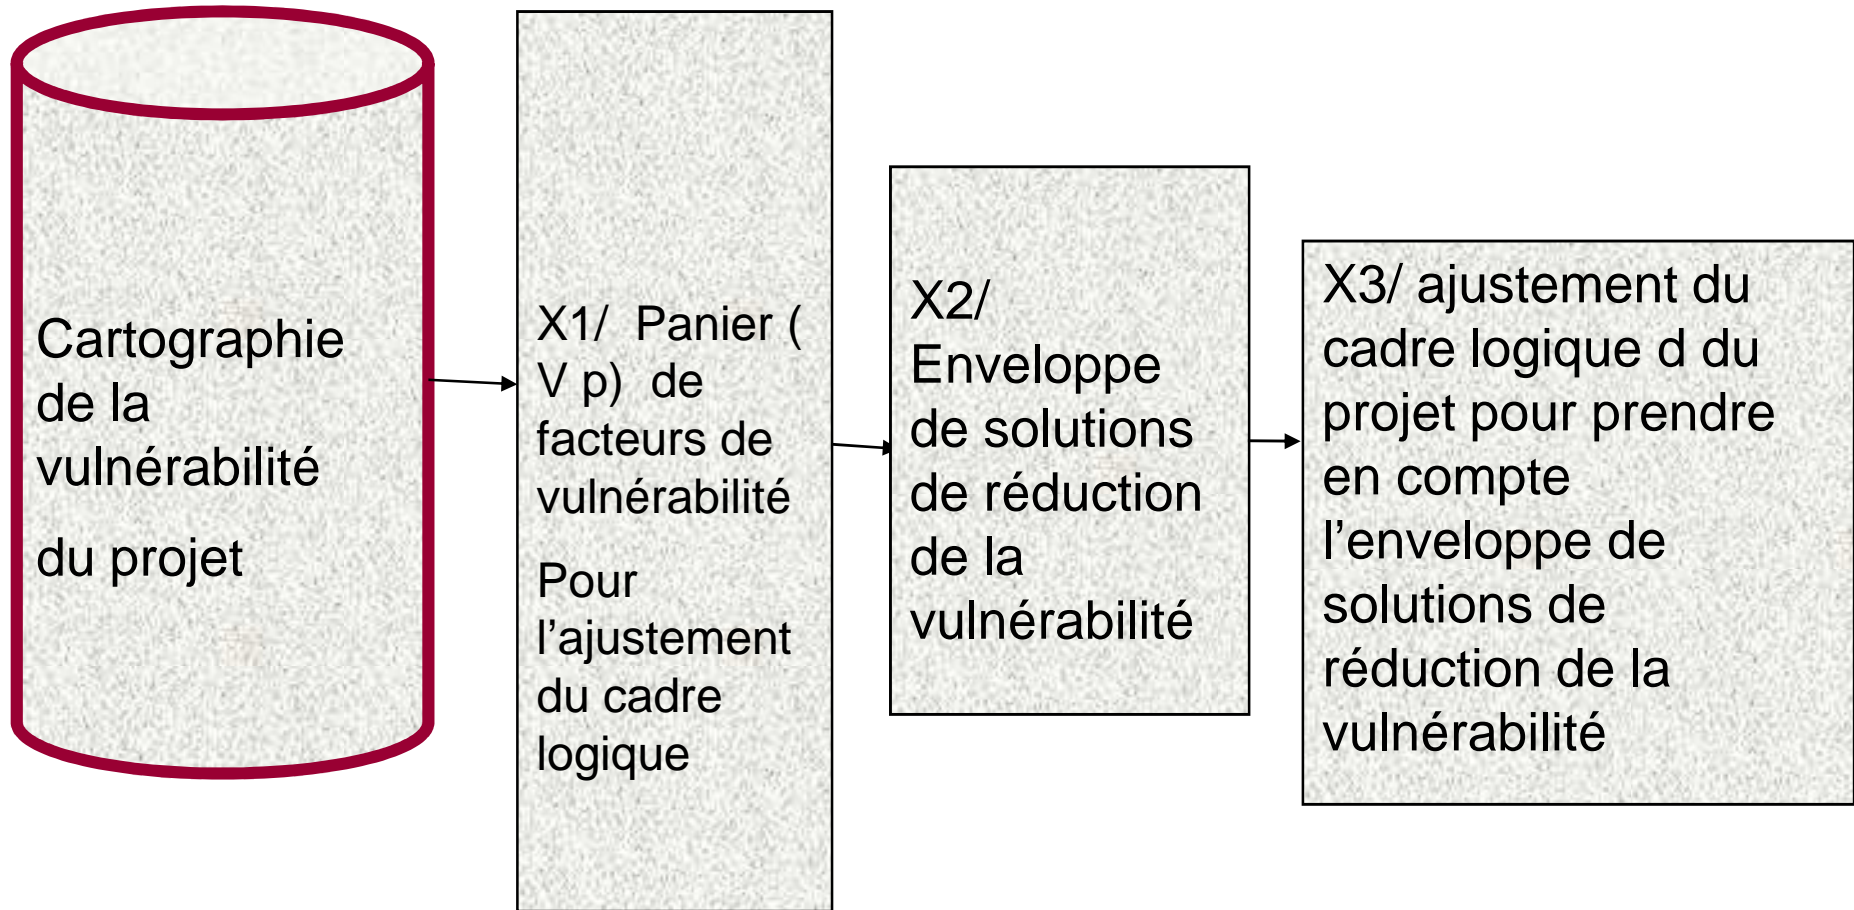 Cartographie
de la
vulnérabilité
du projet
X1/  Panier (
V p)  de
facteurs de
vulnérabilité
Pour
l’ajustement
du cadre
logique
X2/
Enveloppe
de solutions
de réduction
de la
vulnérabilité
X3/ ajustement du
cadre logique d du
projet pour prendre
en compte
l’enveloppe de
solutions de
réduction de la
vulnérabilité